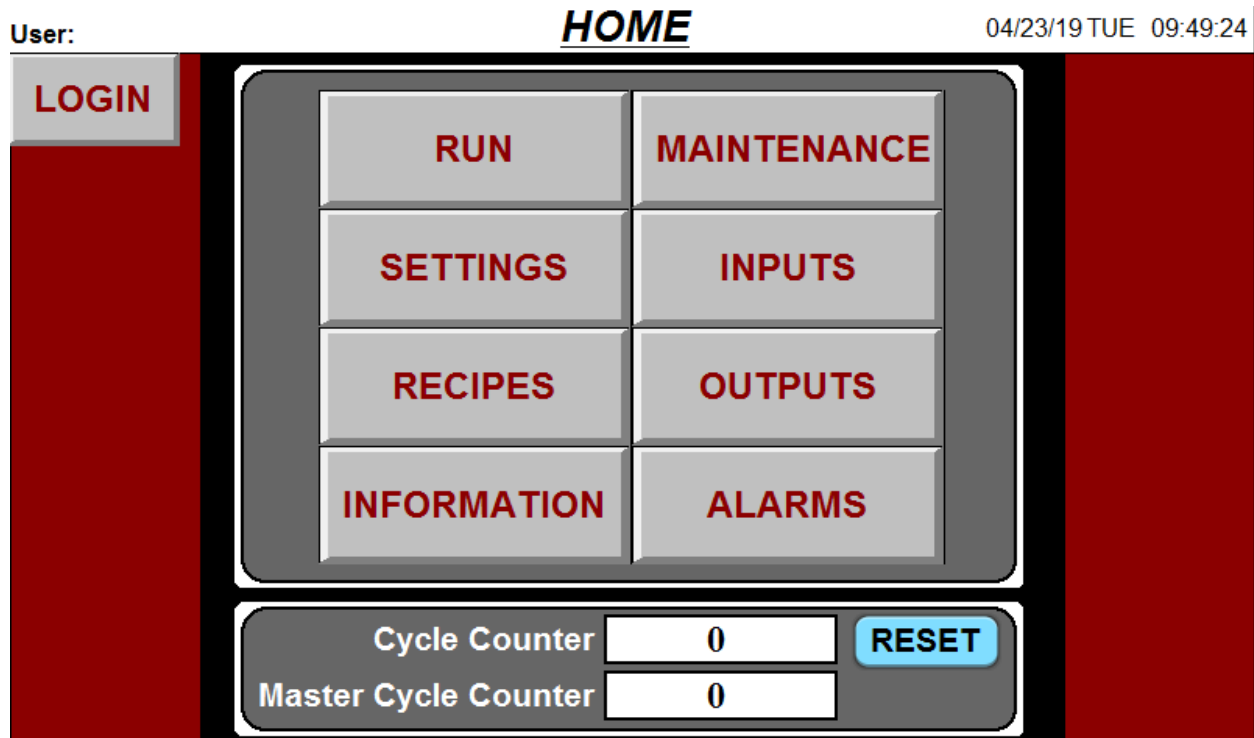 User:
HOME
04/23/19 TUE 09:49:24
LOGIN
RUN
MAINTENANCE
SETTINGS
INPUTS
RECIPES
OUTPUTS
INFORMATION
ALARMS
Cycle Counter 0 RESET
Master Cycle Counter 0